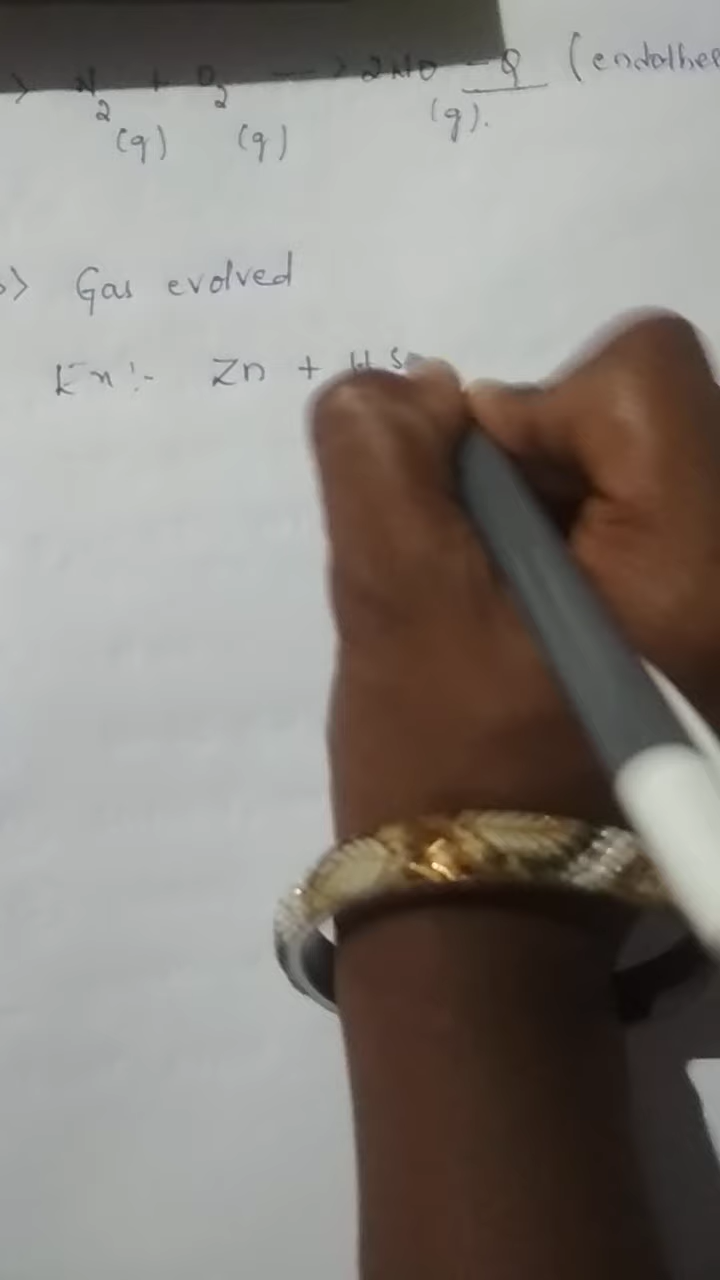 > N2 + O2 → 2NO - Q (endothe
(g) (g) (g).
> Gas evolved
Ex:- Zn + H S